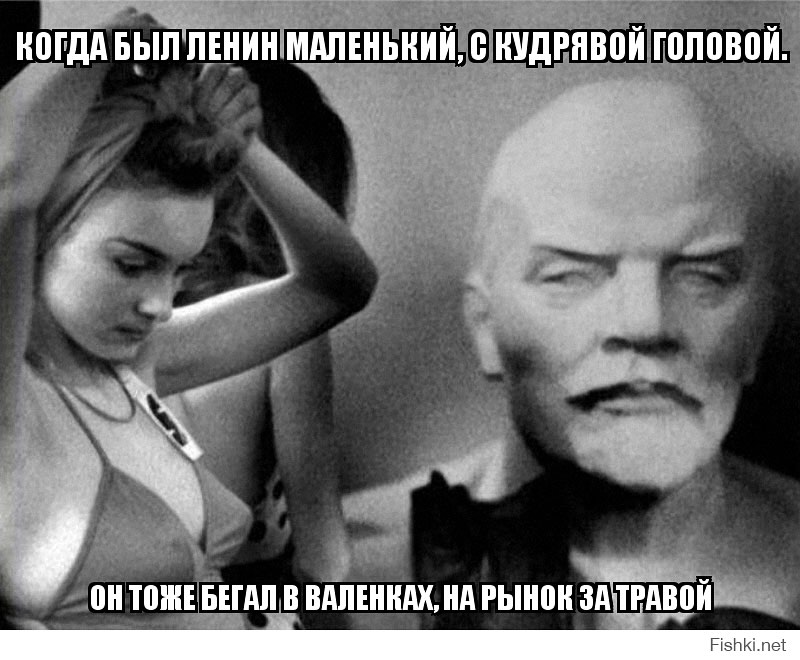 КОГДА БЫЛ ЛЕНИН МАЛЕНЬКИЙ, С КУДРЯВОЙ ГОЛОВОЙ.
ОН ТОЖЕ БЕГАЛ В ВАЛЕНКАХ, НА РЫНОК ЗА ТРАВОЙ
Fishki.net